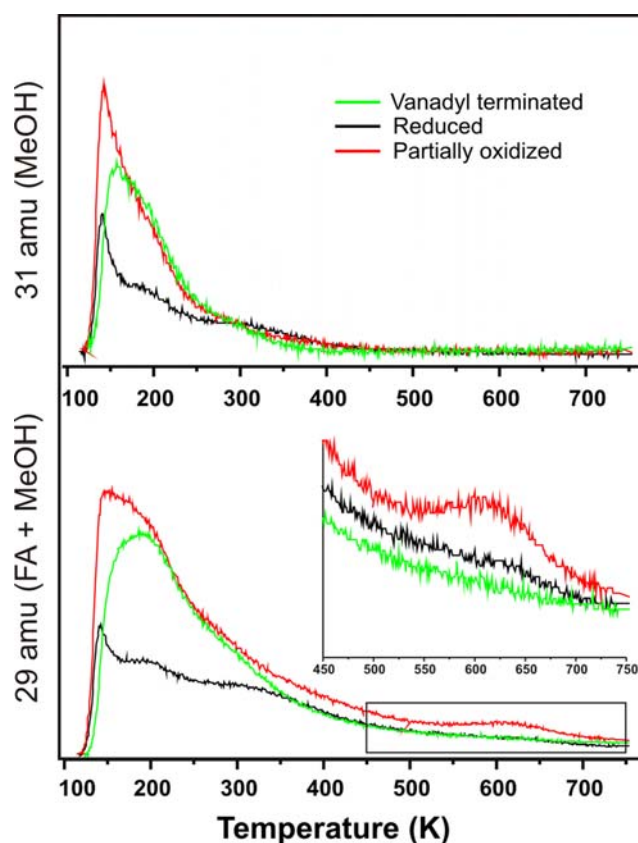 31 amu (MeOH)
Vanadyl terminated
Reduced
Partially oxidized
100 200 300 400 500 600 700
29 amu (FA + MeOH)
450 500 550 600 650 700 750
100 200 300 400 500 600 700
Temperature (K)